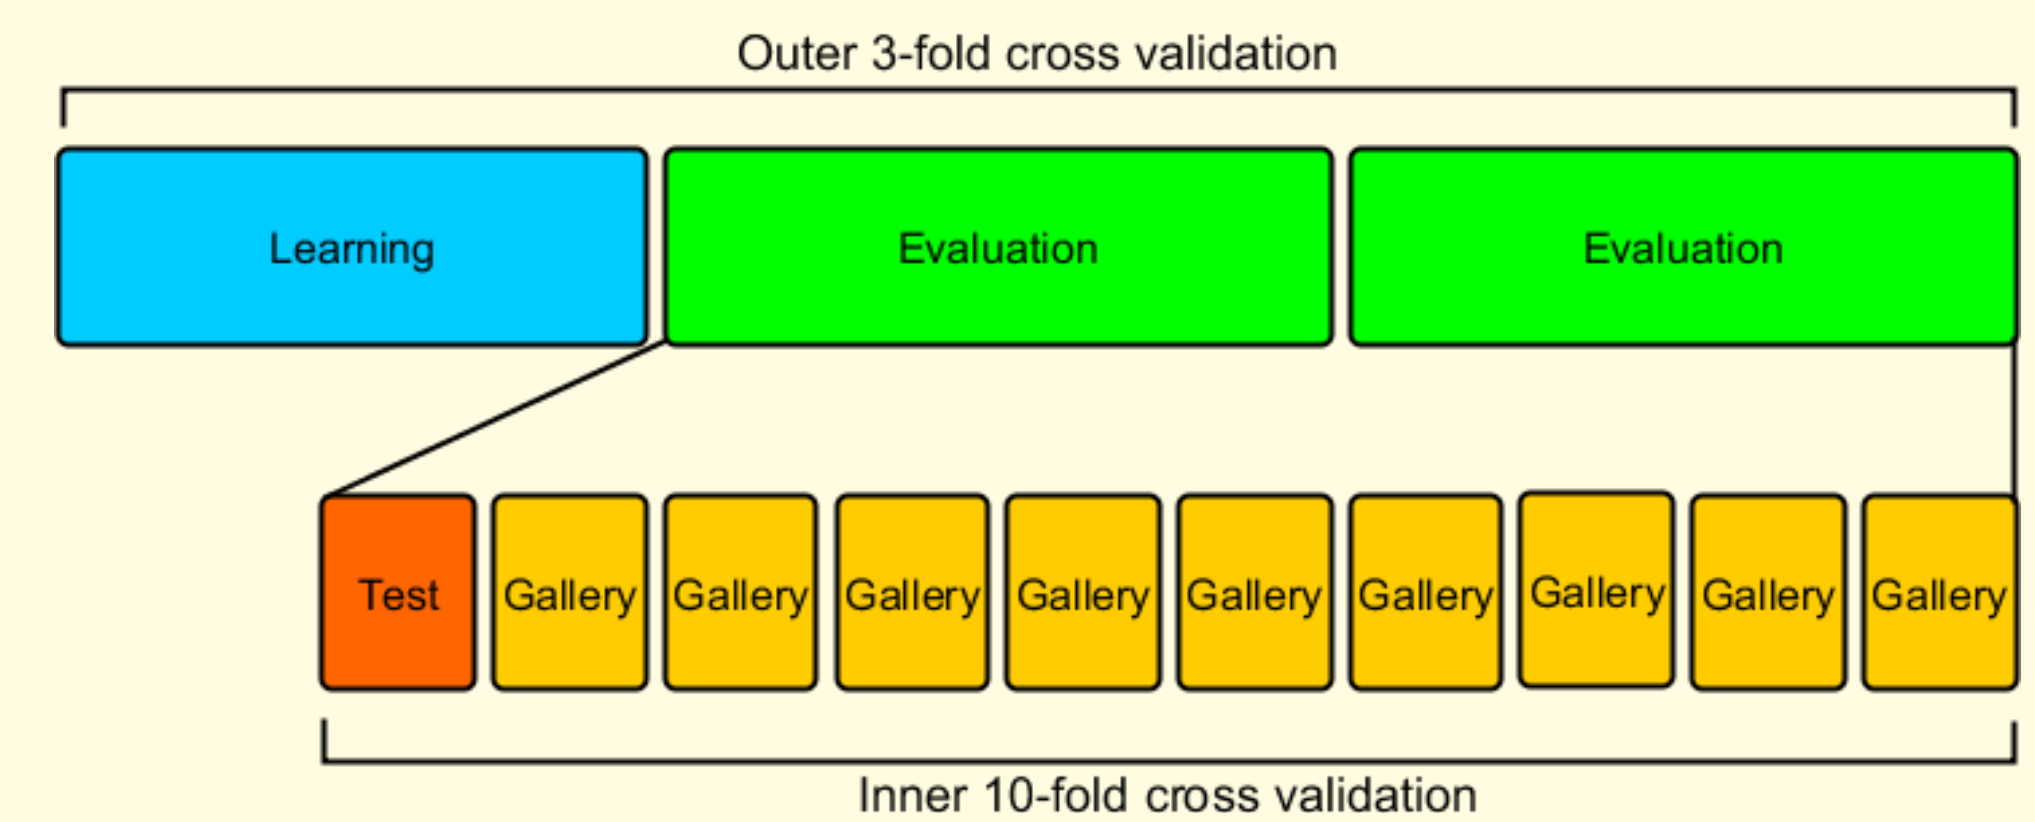 Outer 3-fold cross validation
Learning Evaluation Evaluation
Test Gallery Gallery Gallery Gallery Gallery Gallery Gallery Gallery Gallery
Inner 10-fold cross validation